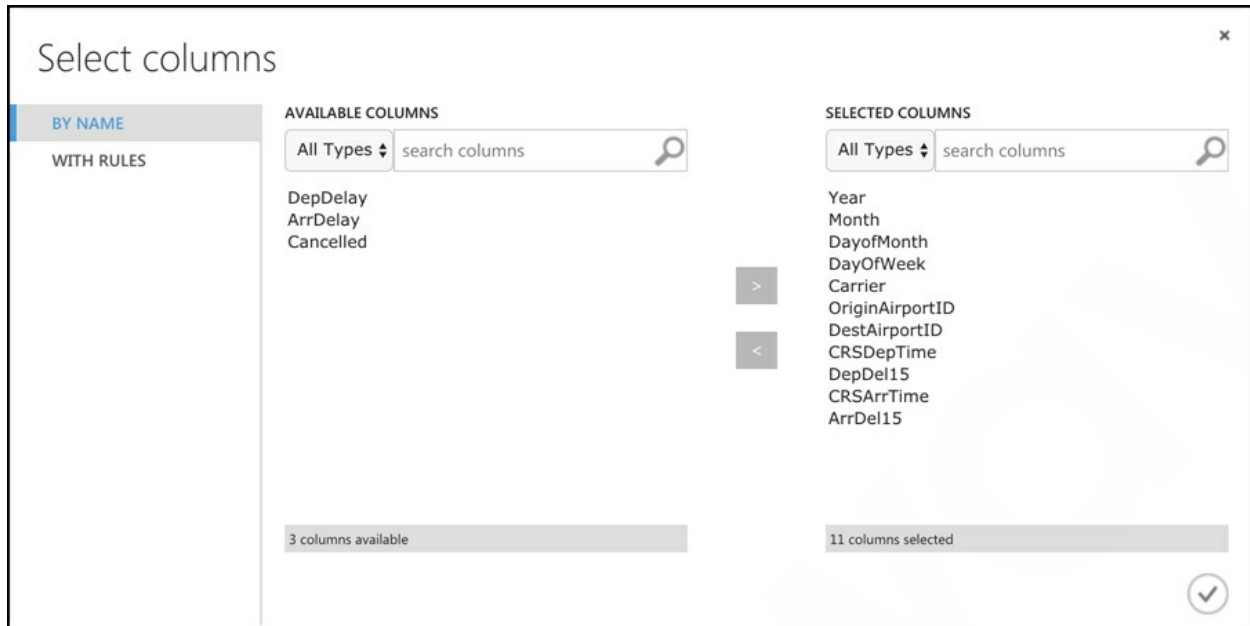 Select columns
×
BY NAME
WITH RULES
AVAILABLE COLUMNS
All Types search columns
DepDelay
ArrDelay
Cancelled
3 columns available
>
<
SELECTED COLUMNS
All Types search columns
Year
Month
DayofMonth
DayOfWeek
Carrier
OriginAirportID
DestAirportID
CRSDepTime
DepDel15
CRSArrTime
ArrDel15
11 columns selected